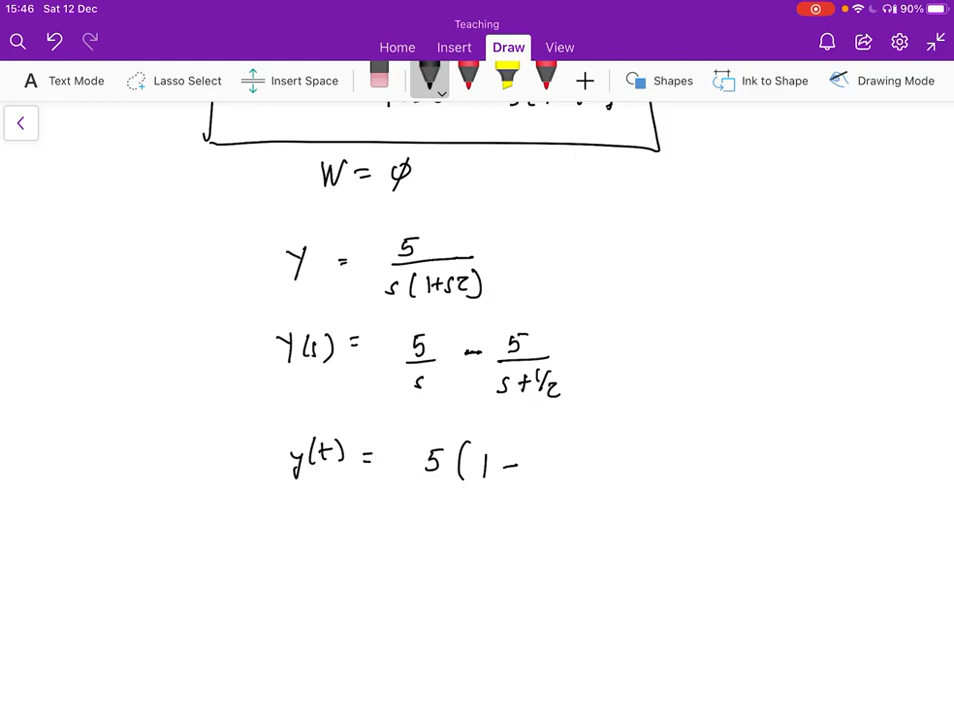 15:46 Sat 12 Dec
90%
Teaching
Home Insert Draw View
A Text Mode Lasso Select Insert Space Shapes Ink to Shape Drawing Mode
W = φ
Y = 5 / s(1+sτ)
Y(s) = 5/s - 5/(s+1/τ)
y(t) = 5(1 -